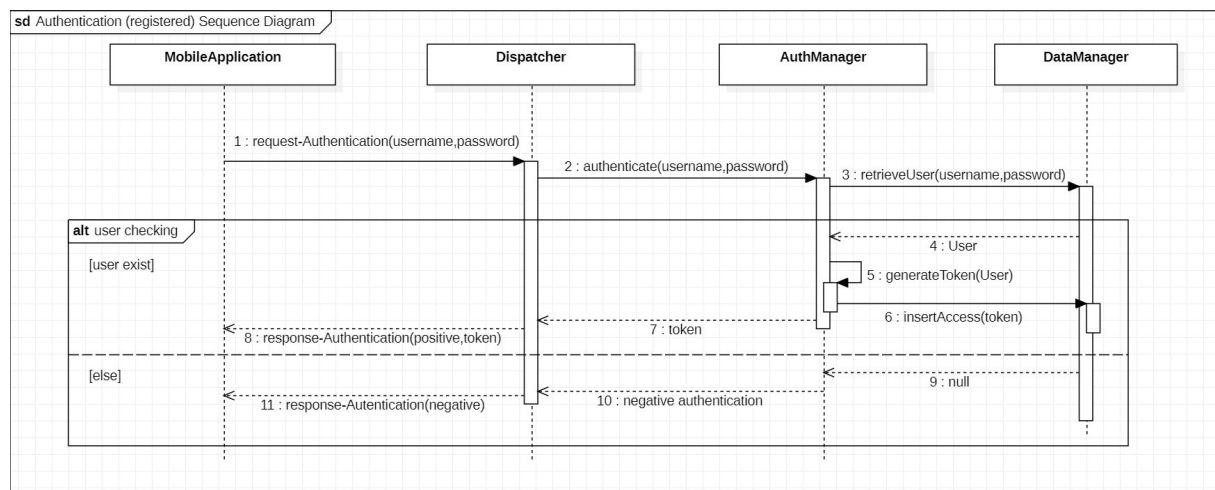 sd Authentication (registered) Sequence Diagram
MobileApplication
Dispatcher
AuthManager
DataManager
1 : request-Authentication(username,password)
2 : authenticate(username,password)
3 : retrieveUser(username,password)
alt user checking
4 : User
[user exist]
5 : generateToken(User)
6 : insertAccess(token)
7 : token
8 : response-Authentication(positive,token)
[else]
9 : null
10 : negative authentication
11 : response-Autentication(negative)